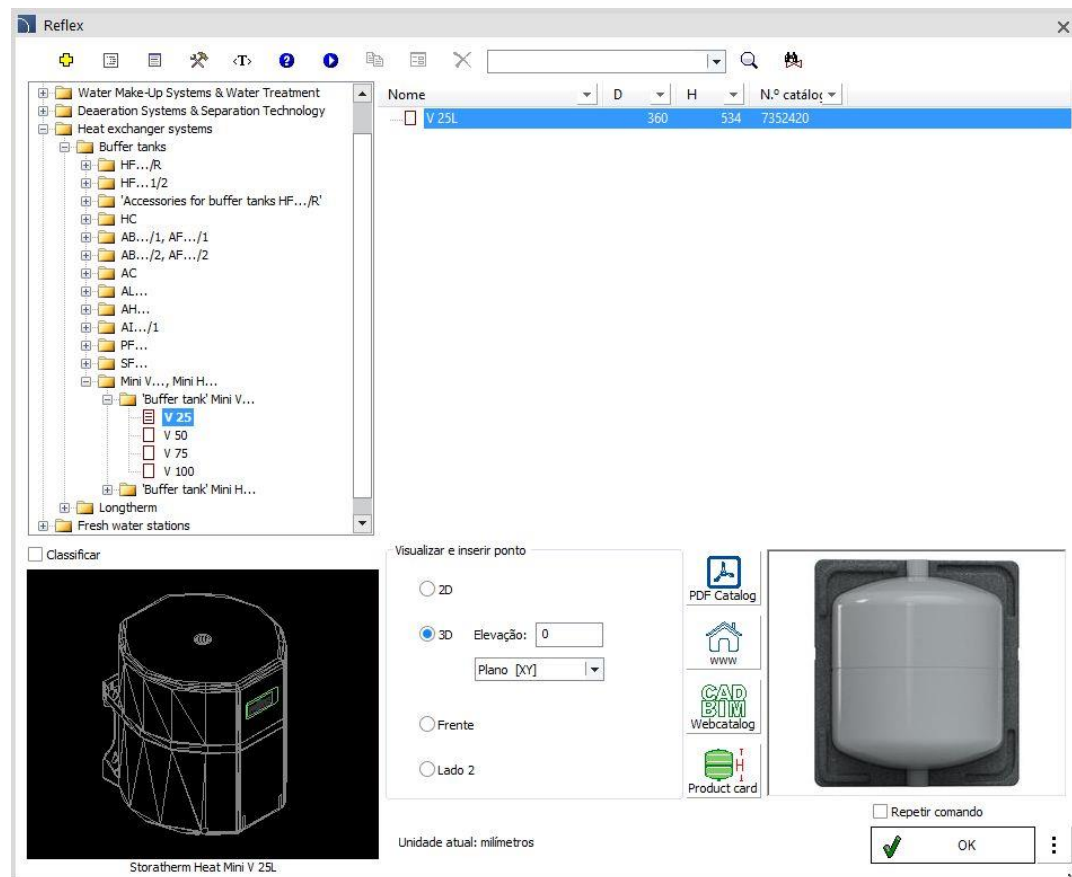 Reflex
‹T›
Water Make-Up Systems & Water Treatment
Deaeration Systems & Separation Technology
Heat exchanger systems
Buffer tanks
HF.../R
HF...1/2
'Accessories for buffer tanks HF.../R'
HC
AB.../1, AF.../1
AB.../2, AF.../2
AC
AL...
AH...
AI.../1
PF...
SF...
Mini V..., Mini H...
'Buffer tank' Mini V...
V 25
V 50
V 75
V 100
'Buffer tank' Mini H...
Longtherm
Fresh water stations
Nome D H N.º catálog
V 25L 360 534 7352420
Classificar
Storatherm Heat Mini V 25L
Visualizar e inserir ponto
2D
3D Elevação: 0
Plano [XY]
Frente
Lado 2
Unidade atual: milímetros
PDF Catalog
www
CAD
BIM
Webcatalog
H
Product card
Repetir comando
OK